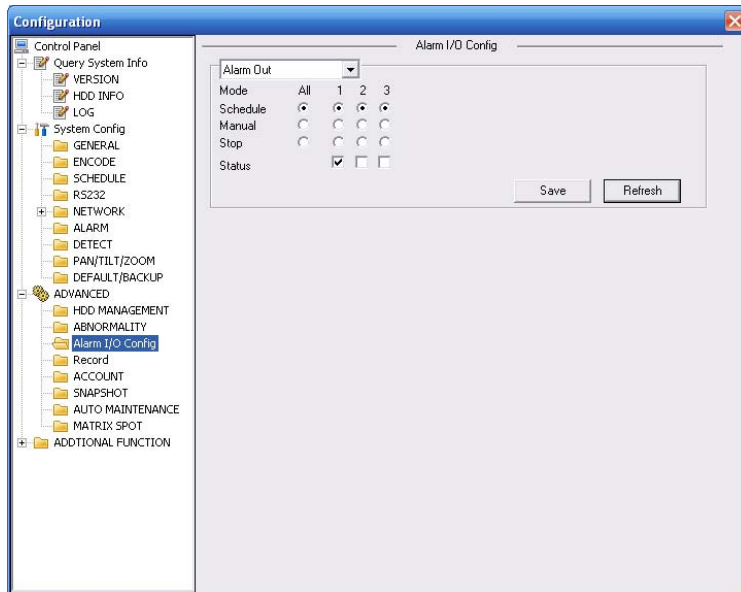 Configuration
Control Panel
Query System Info
VERSION
HDD INFO
LOG
System Config
GENERAL
ENCODE
SCHEDULE
RS232
NETWORK
ALARM
DETECT
PAN/TILT/ZOOM
DEFAULT/BACKUP
ADVANCED
HDD MANAGEMENT
ABNORMALITY
Alarm I/O Config
Record
ACCOUNT
SNAPSHOT
AUTO MAINTENANCE
MATRIX SPOT
ADDTIONAL FUNCTION
Alarm I/O Config
Alarm Out
Mode All 1 2 3
Schedule
Manual
Stop
Status
Save Refresh